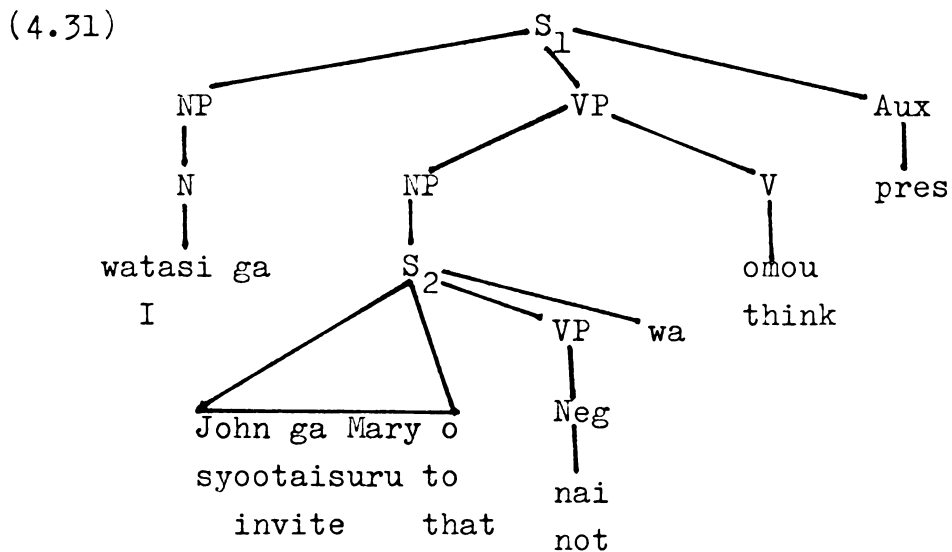 (4.31)
S1
NP VP Aux
N NP V pres
watasi ga S2 omou
I VP wa think
John ga Mary o Neg
syootaisuru to
nai
invite that
not